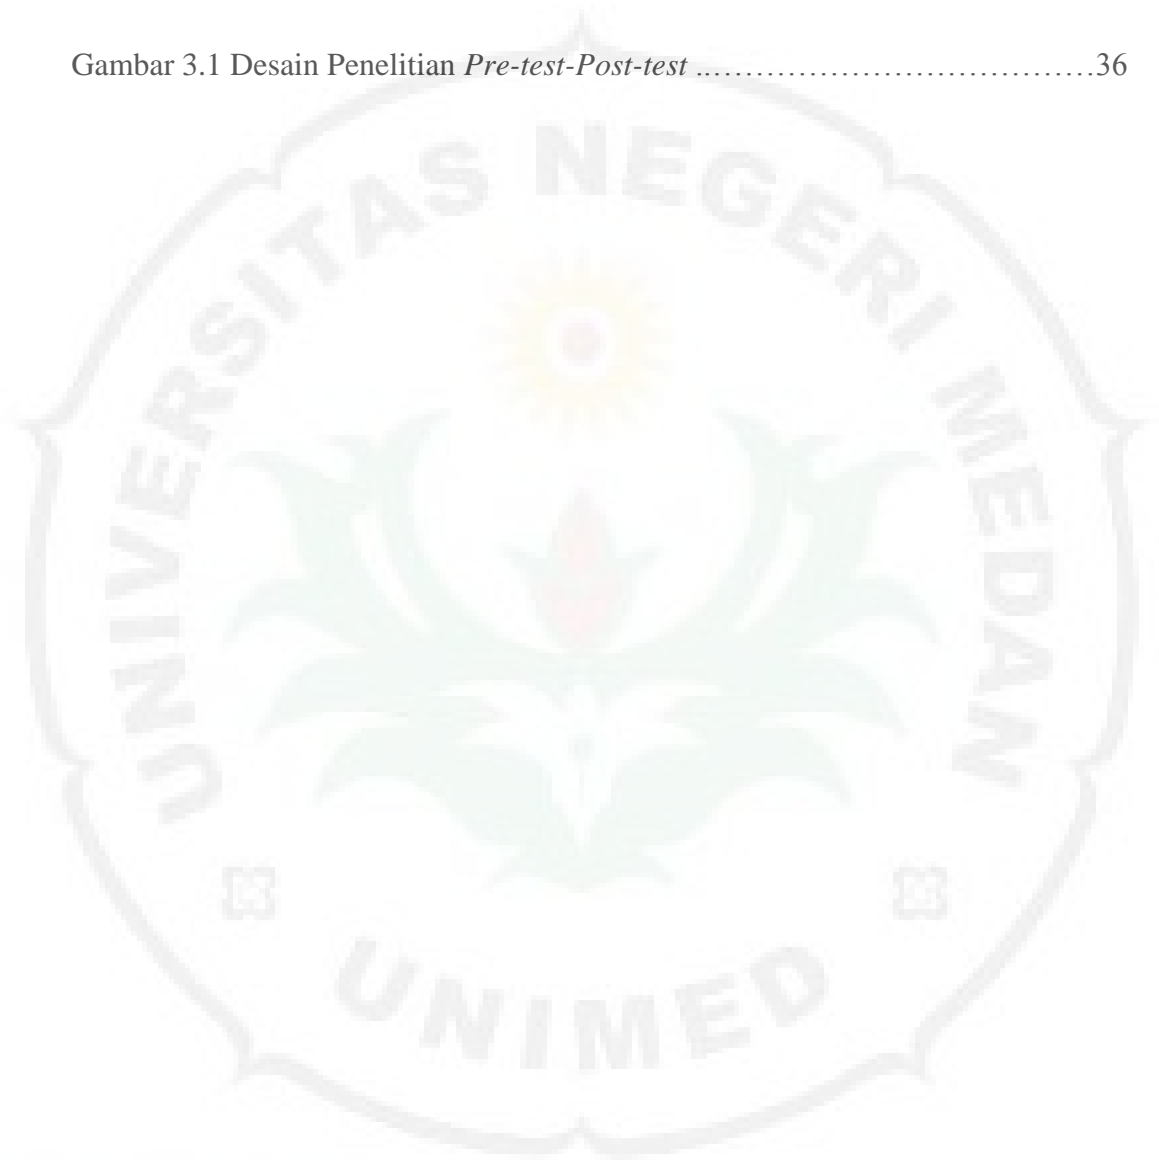 Gambar 3.1 Desain Penelitian Pre-test-Post-test ......................................36
UNIVERSITAS NEGERI MEDAN
UNIMED